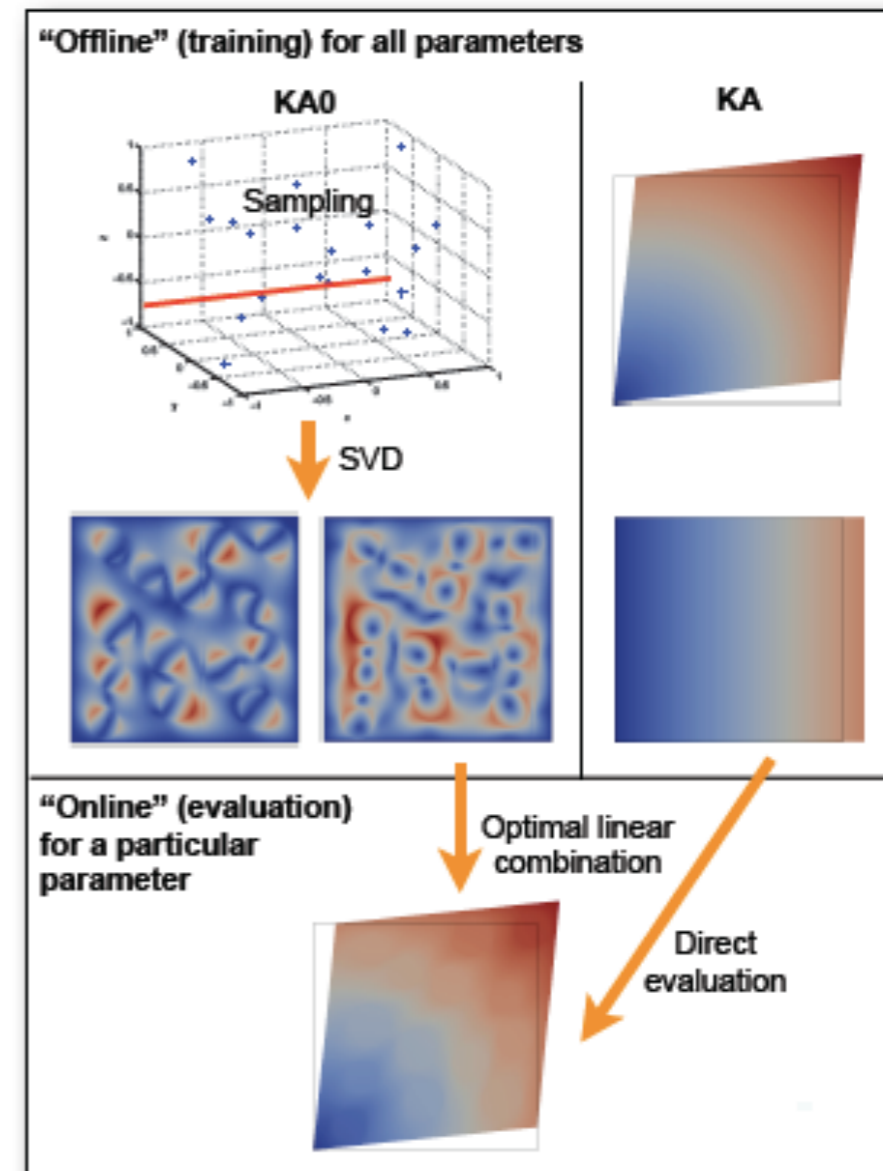 “Offline” (training) for all parameters
KA0
KA
Sampling
SVD
“Online” (evaluation)
for a particular
parameter
Optimal linear
combination
Direct
evaluation